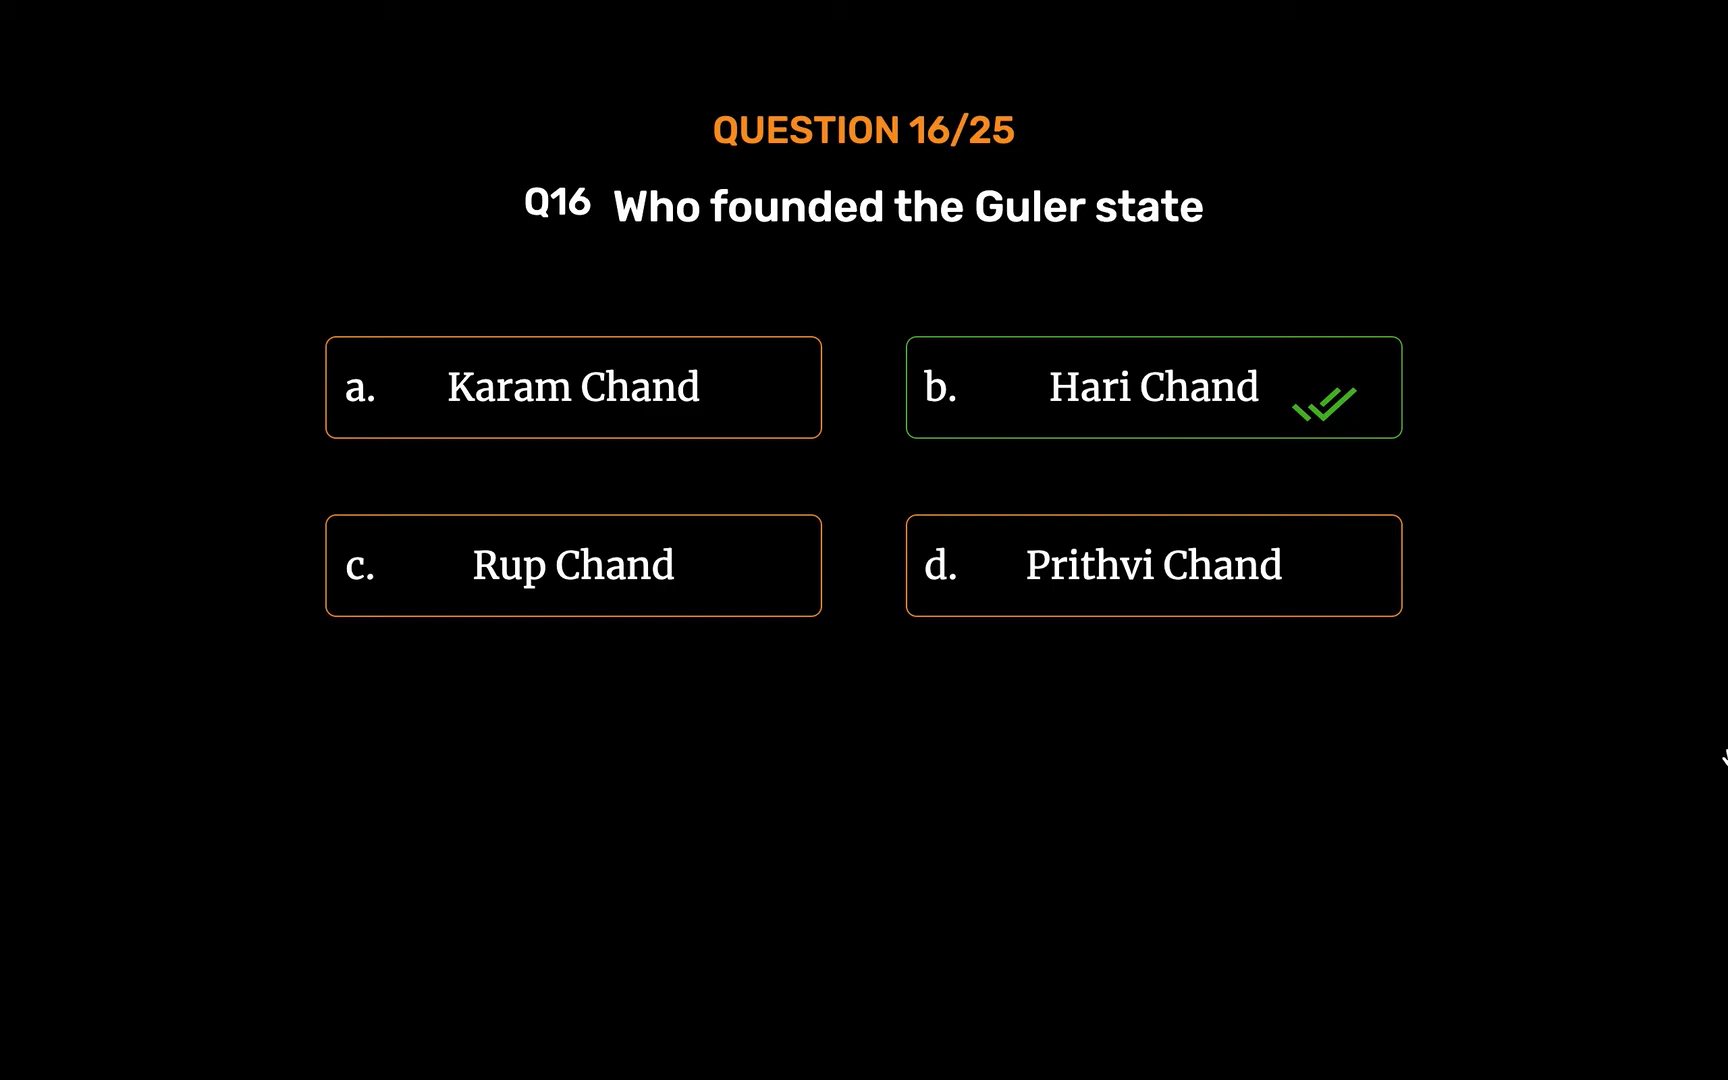 QUESTION 16/25
Q16 Who founded the Guler state
a. Karam Chand
b. Hari Chand
c. Rup Chand
d. Prithvi Chand